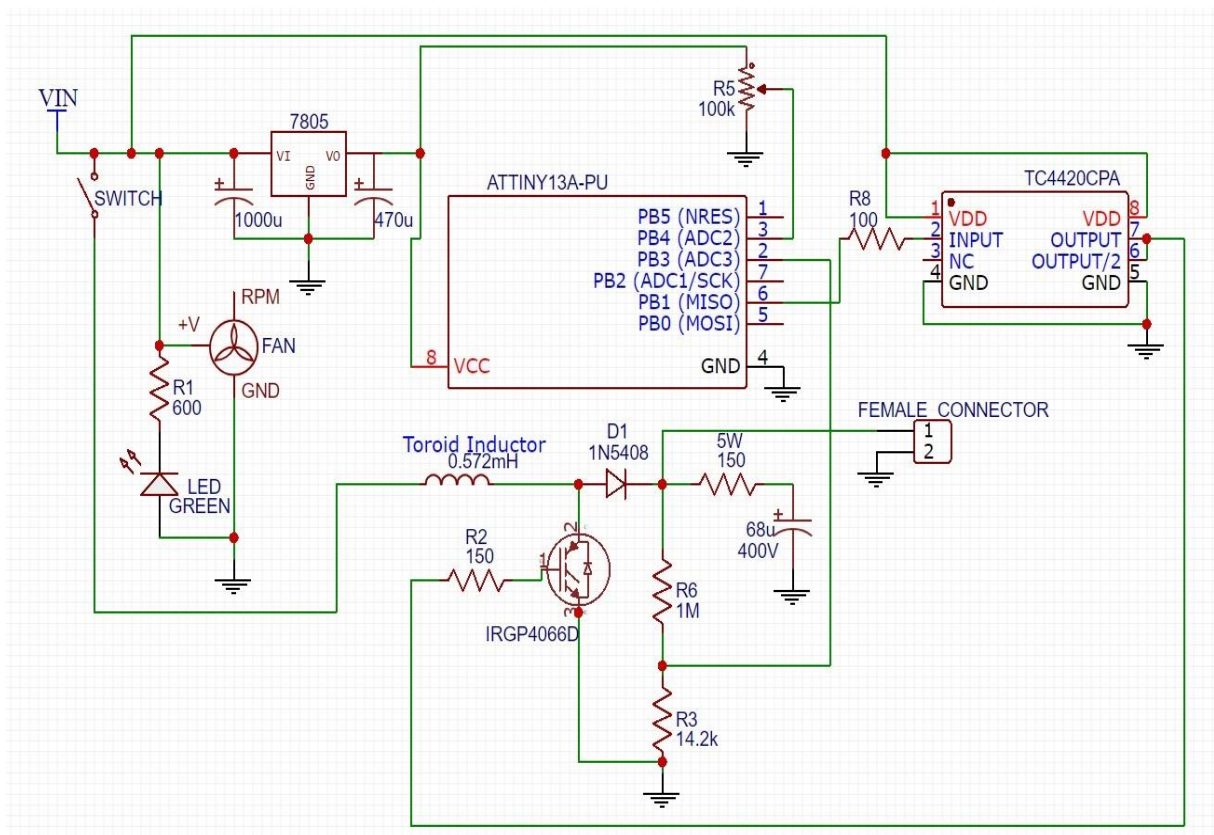 VIN
SWITCH
7805
VI
VO
GND
1000u
470u
R5
100k
ATTINY13A-PU
PB5 (NRES)
1
PB4 (ADC2)
3
PB3 (ADC3)
2
PB2 (ADC1/SCK)
7
PB1 (MISO)
6
PB0 (MOSI)
5
8
VCC
GND
4
R8
100
TC4420CPA
1
VDD
VDD
8
2
INPUT
OUTPUT
7
3
NC
OUTPUT/2
6
4
GND
GND
5
RPM
+V
FAN
GND
R1
600
LED
GREEN
FEMALE CONNECTOR
1
2
Toroid Inductor
0.572mH
D1
1N5408
5W
150
68u
400V
R2
150
1
2
3
IRGP4066D
R6
1M
R3
14.2k